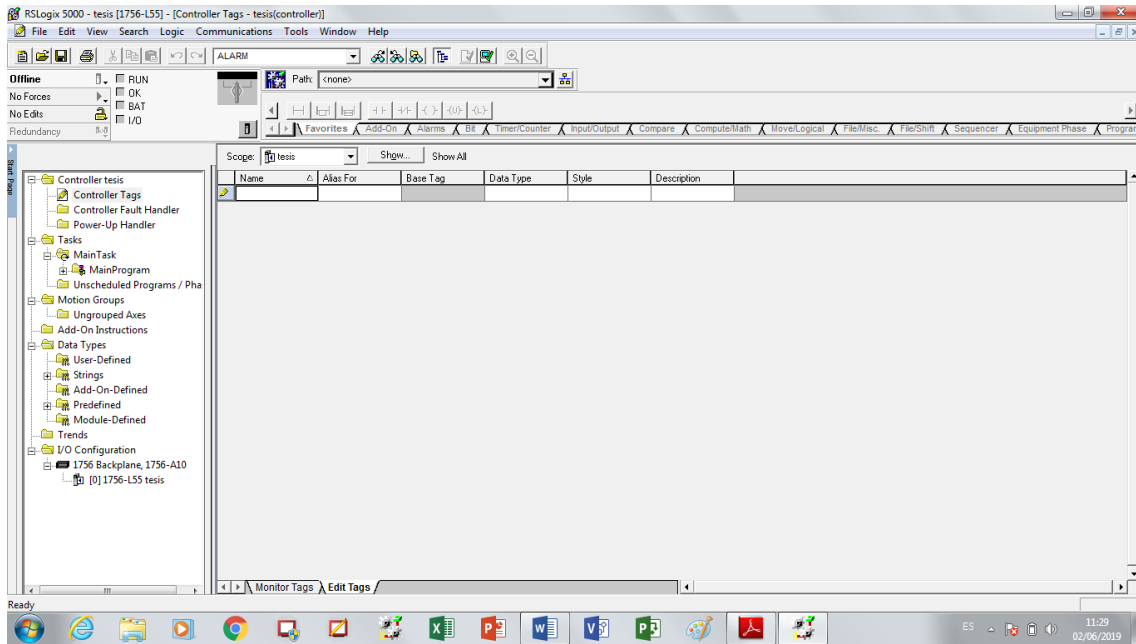 RSLogix 5000 - tesis [1756-L55] - [Controller Tags - tesis(controller)]
File Edit View Search Logic Communications Tools Window Help
ALARM
Offline
RUN
Path: <none>
No Forces
OK
No Edits
BAT
I/O
Redundancy
Favorites Add-On Alarms Bit Timer/Counter Input/Output Compare Compute/Math Move/Logical File/Misc. File/Shift Sequencer Equipment Phase Program
Start Page
Scope: tesis Show... Show All
Name Alias For Base Tag Data Type Style Description
Controller tesis
Controller Tags
Controller Fault Handler
Power-Up Handler
Tasks
MainTask
MainProgram
Unscheduled Programs / Pha
Motion Groups
Ungrouped Axes
Add-On Instructions
Data Types
User-Defined
Strings
Add-On-Defined
Predefined
Module-Defined
Trends
I/O Configuration
1756 Backplane, 1756-A10
[0] 1756-L55 tesis
Monitor Tags Edit Tags
Ready
ES
11:29
02/06/2019